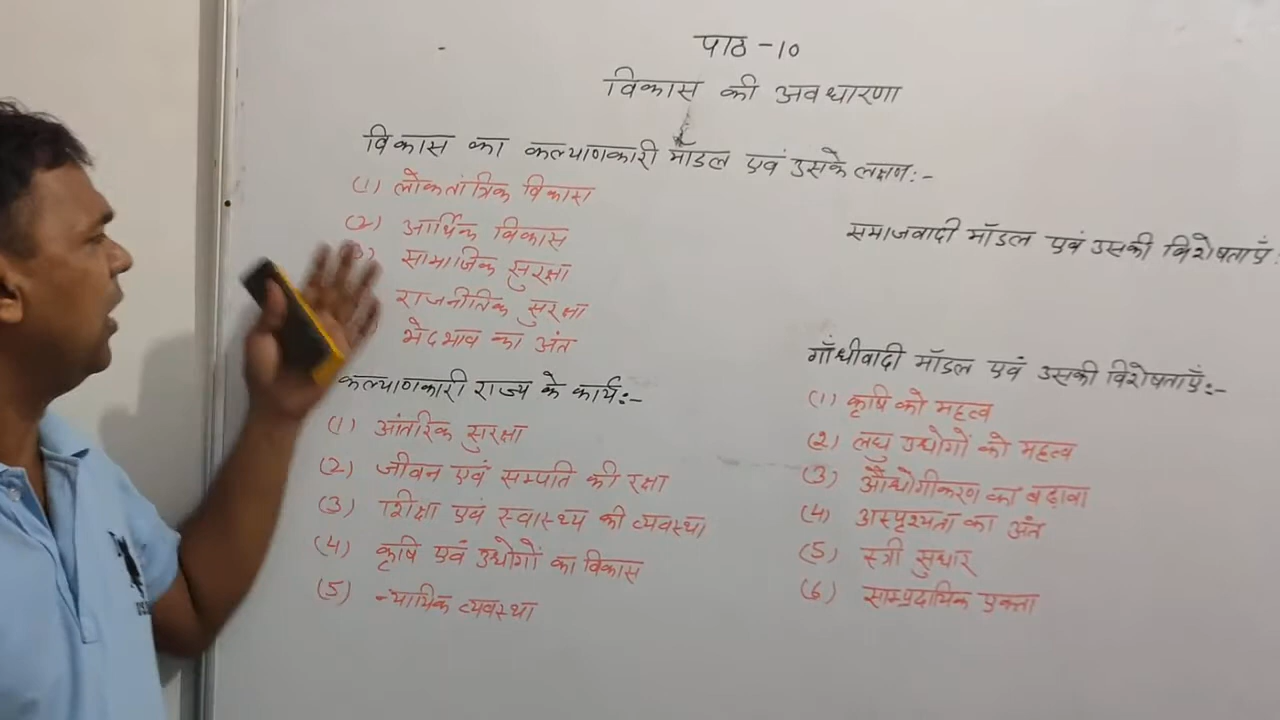 पाठ -10
विकास की अवधारणा
विकास का कल्याणकारी मॉडल एवं उसके लक्षण:-
(1) लोकतांत्रिक विकास
(2) आर्थिक विकास
सामाजिक सुरक्षा
राजनीतिक सुरक्षा
भेदभाव का अंत
कल्याणकारी राज्य के कार्य:-
(1) आंतरिक सुरक्षा
(2) जीवन एवं सम्पति की रक्षा
(3) शिक्षा एवं स्वास्थ्य की व्यवस्था
(4) कृषि एवं उधोगों का विकास
(5) न्यायिक व्यवस्था
समाजवादी मॉडल एवं उसकी विशेषताएँ:
गाँधीवादी मॉडल एवं उसकी विशेषताएँ:-
(1) कृषि को महत्व
(2) लघु उधोगों को महत्व
(3) औधोगीकरण का बढ़ावा
(4) अस्पृश्यता का अंत
(5) स्त्री सुधार
(6) साम्प्रदायिक एकता